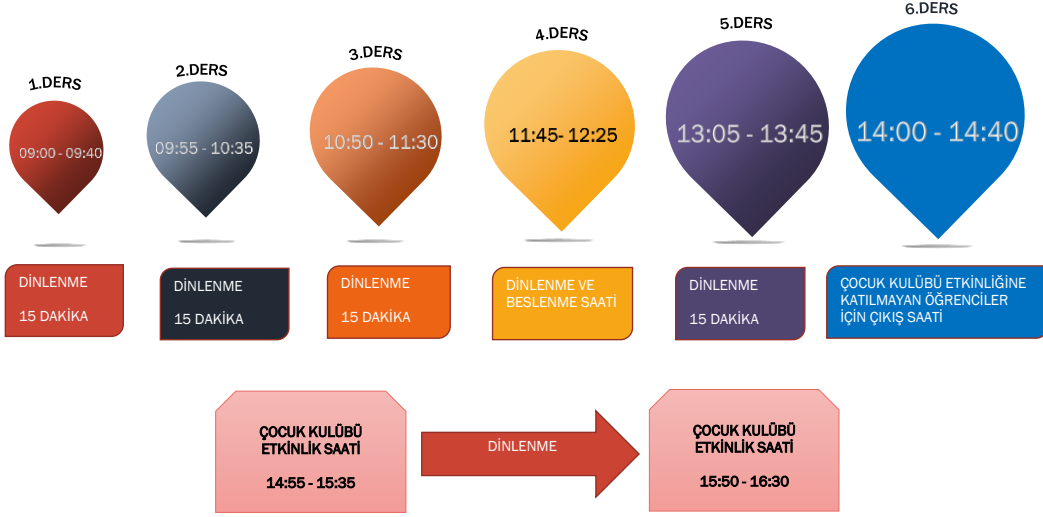 1.DERS
2.DERS
3.DERS
4.DERS
5.DERS
6.DERS
09:00 - 09:40
09:55 - 10:35
10:50 - 11:30
11:45- 12:25
13:05 - 13:45
14:00 - 14:40
DİNLENME
15 DAKİKA
DİNLENME
15 DAKİKA
DİNLENME
15 DAKİKA
DİNLENME VE
BESLENME SAATİ
DİNLENME
15 DAKİKA
ÇOCUK KULÜBÜ ETKİNLİĞİNE
KATILMAYAN ÖĞRENCİLER
İÇİN ÇIKIŞ SAATİ
ÇOCUK KULÜBÜ
ETKİNLİK SAATİ
14:55 - 15:35
DİNLENME
ÇOCUK KULÜBÜ
ETKİNLİK SAATİ
15:50 - 16:30